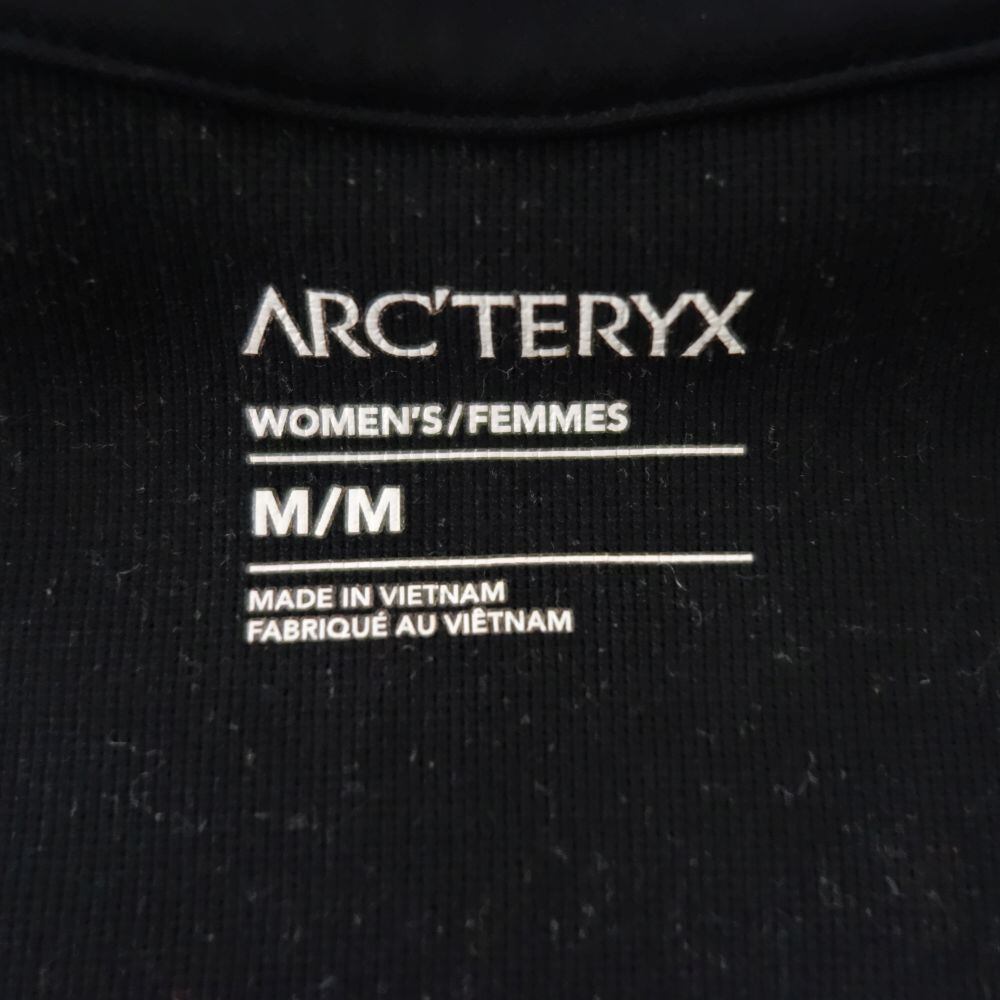 ARC'TERYX
WOMEN'S/FEMMES
M/M
MADE IN VIETNAM
FABRIQUÉ AU VIÊTNAM